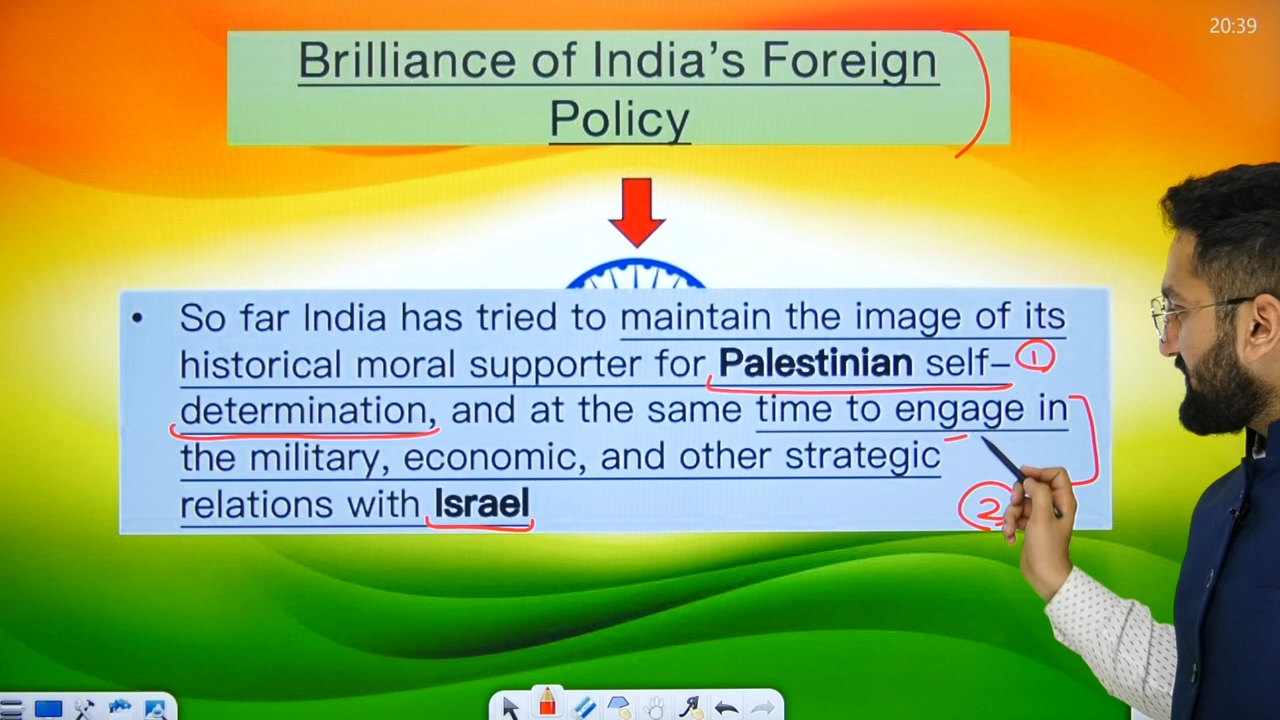 20:39
Brilliance of India’s Foreign
Policy
• So far India has tried to maintain the image of its
historical moral supporter for Palestinian self-
determination, and at the same time to engage in
the military, economic, and other strategic
relations with Israel
1
2